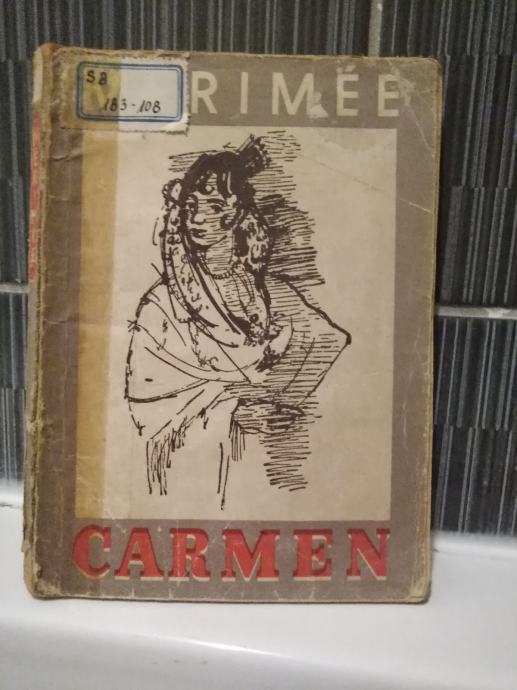 SB
183-108
RIMÉE
CARMEN